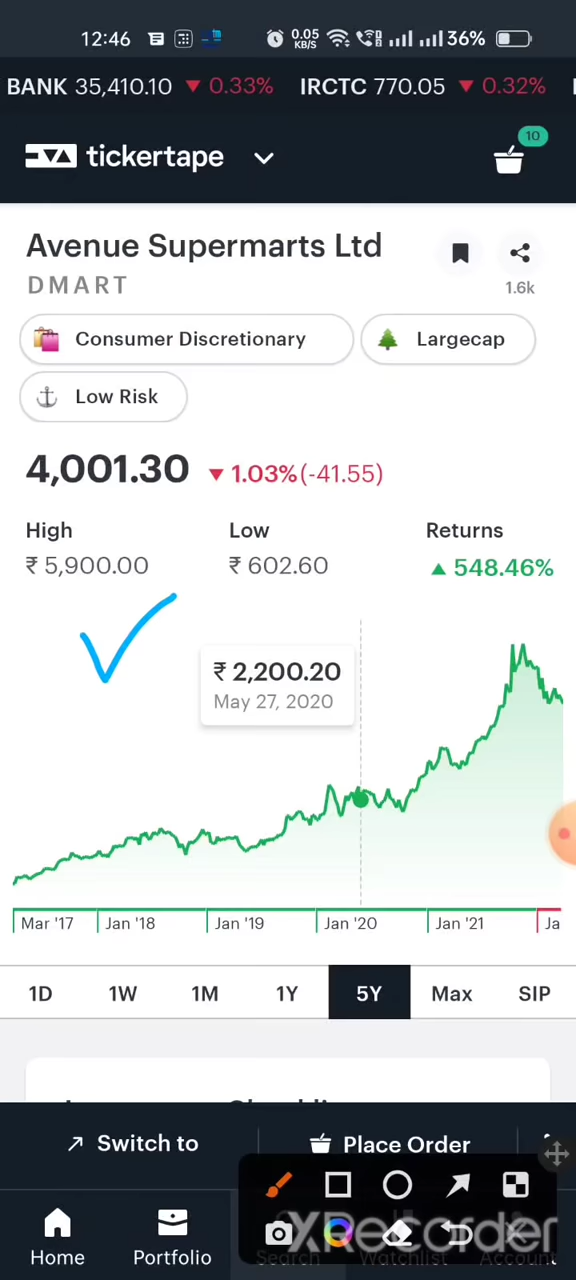 12:46 0.05 KB/S 36%
BANK 35,410.10 ▼ 0.33% IRCTC 770.05 ▼ 0.32%
tickertape 10
Avenue Supermarts Ltd
DMART 1.6k
Consumer Discretionary Largecap
Low Risk
4,001.30 ▼ 1.03% (-41.55)
High Low Returns
₹ 5,900.00 ₹ 602.60 ▲ 548.46%
₹ 2,200.20
May 27, 2020
Mar '17 Jan '18 Jan '19 Jan '20 Jan '21 Ja
1D 1W 1M 1Y 5Y Max SIP
Switch to Place Order
XRecorder
Home Portfolio Search Watchlist Account